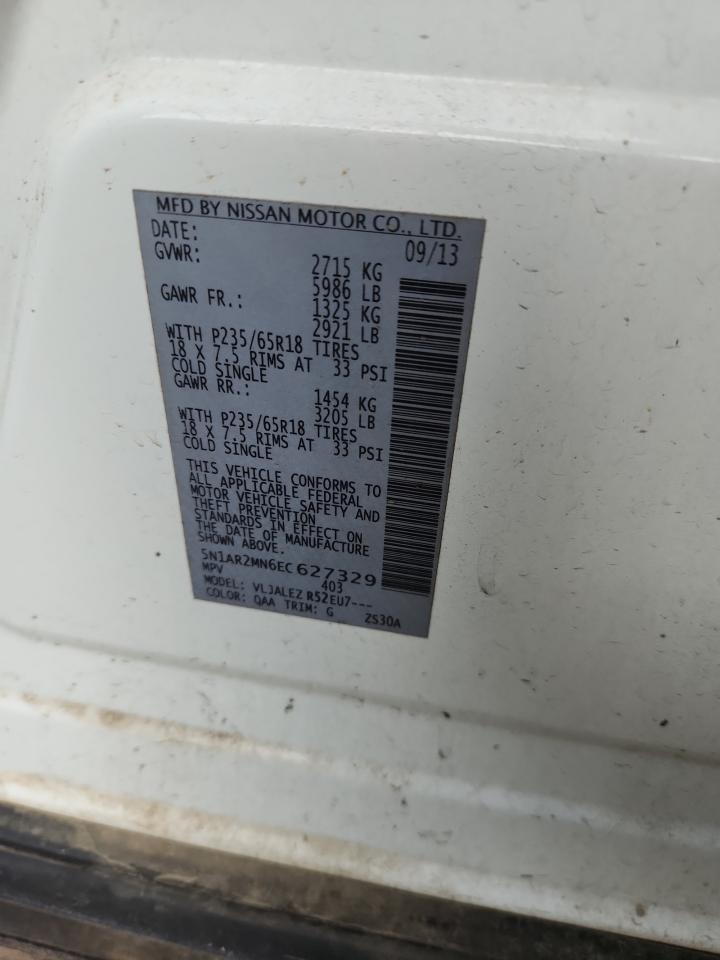 MFD BY NISSAN MOTOR CO., LTD.
DATE: 09/13
GVWR: 2715 KG
5986 LB
GAWR FR.: 1325 KG
2921 LB
WITH P235/65R18 TIRES
18 X 7.5 RIMS AT 33 PSI
COLD SINGLE
GAWR RR.: 1454 KG
3205 LB
WITH P235/65R18 TIRES
18 X 7.5 RIMS AT 33 PSI
COLD SINGLE
THIS VEHICLE CONFORMS TO
ALL APPLICABLE FEDERAL
MOTOR VEHICLE SAFETY AND
THEFT PREVENTION
STANDARDS IN EFFECT ON
THE DATE OF MANUFACTURE
SHOWN ABOVE.
5N1AR2MN6EC627329
MPV 403
MODEL: VLJALEZ R52EU7---
COLOR: QAA TRIM: G ZS30A